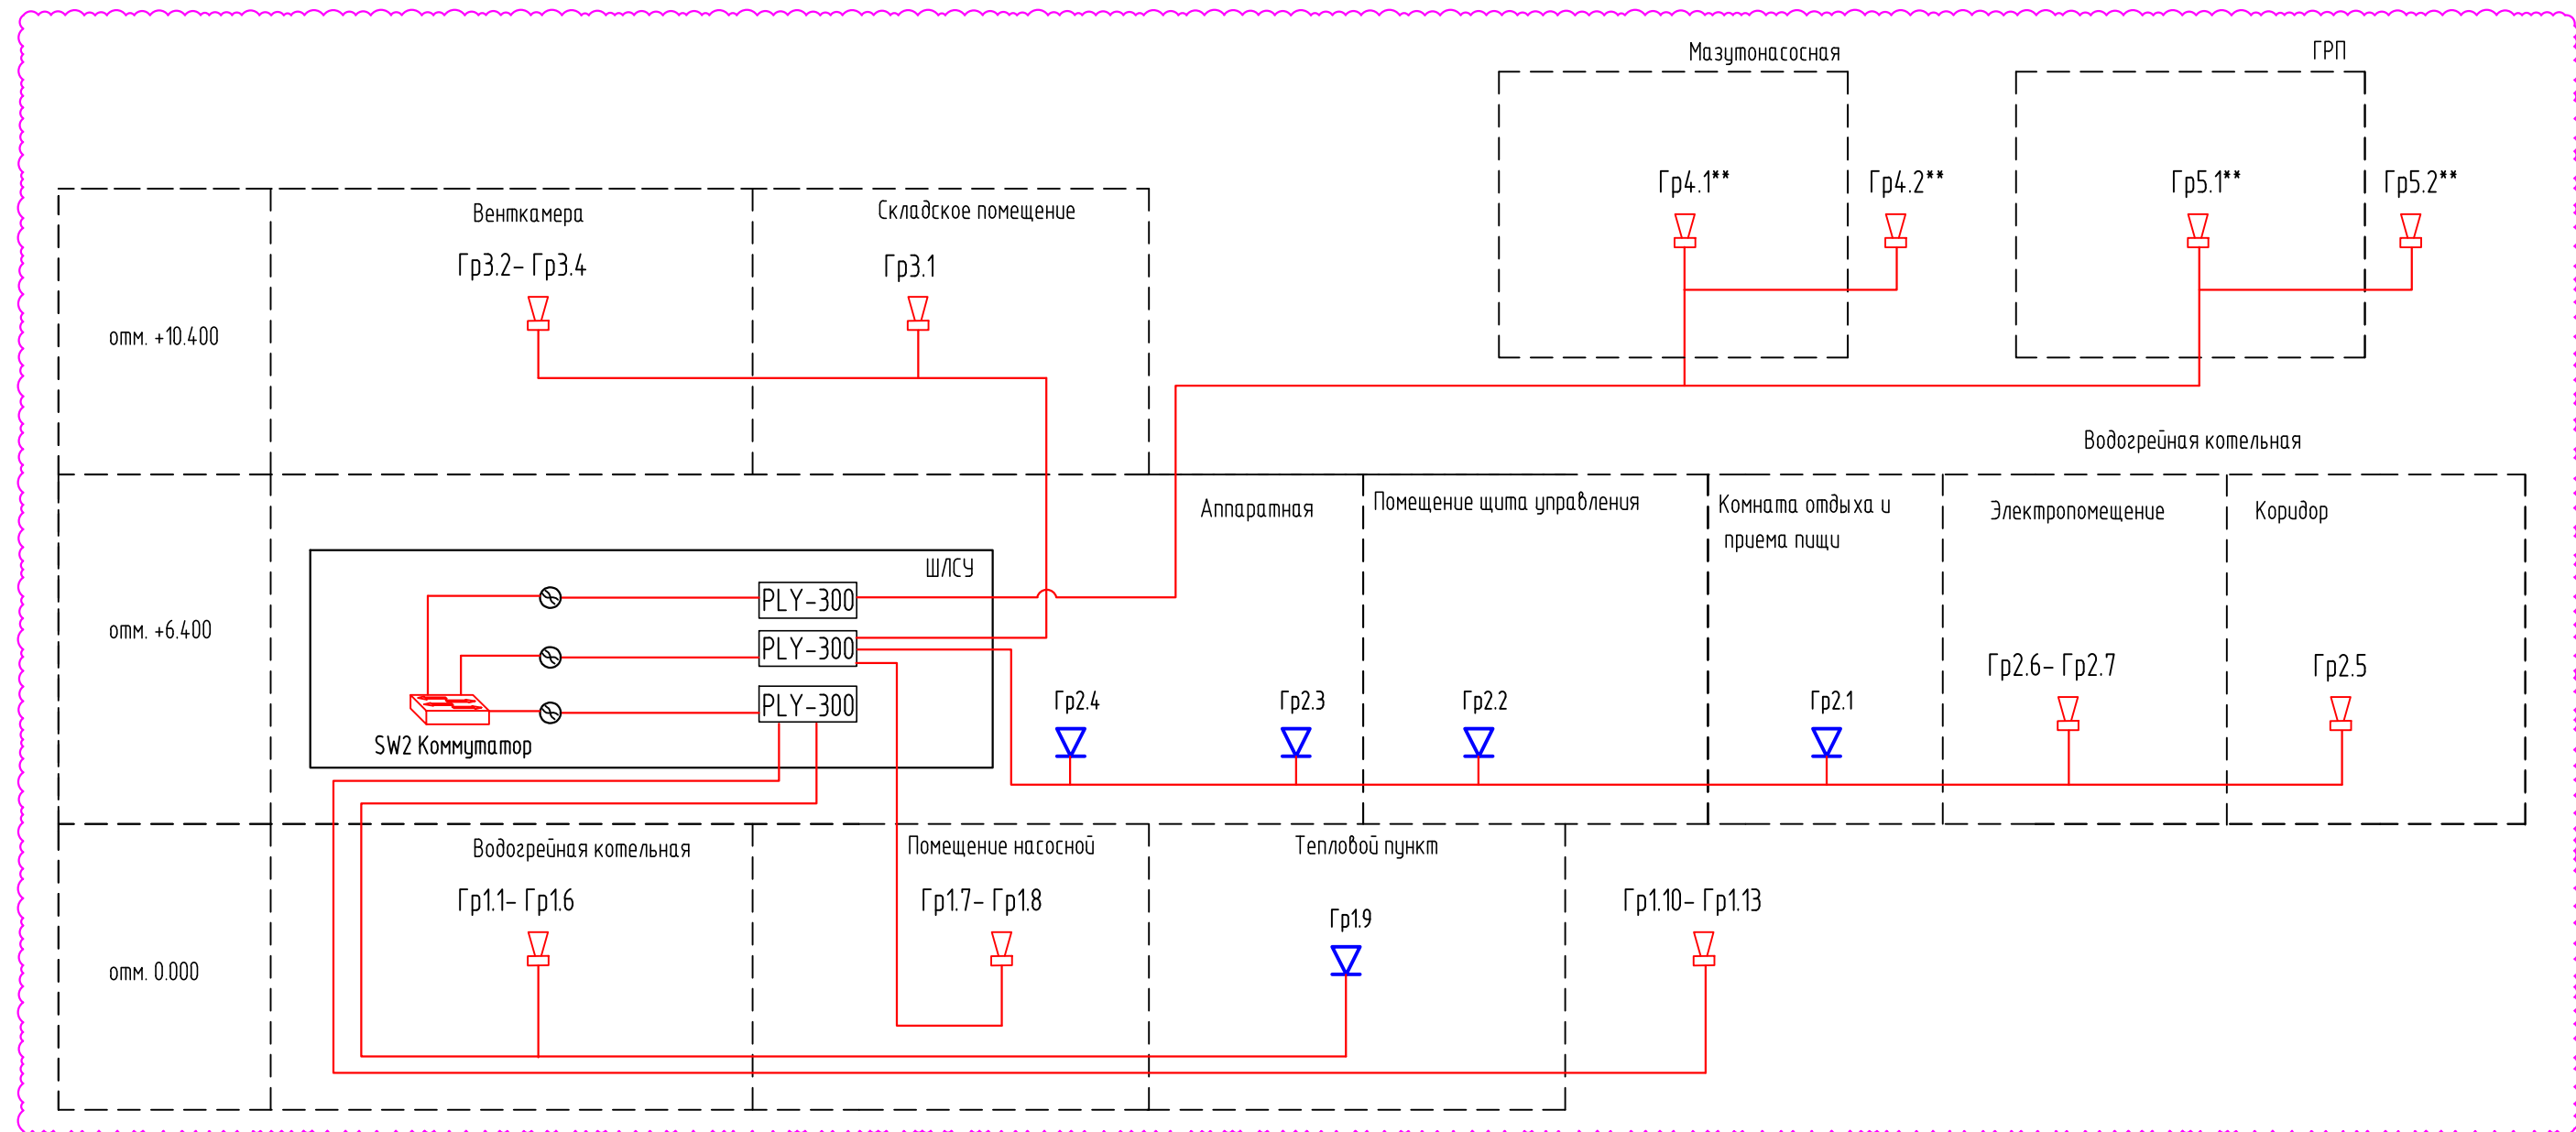 Мазутонасосная
ГРП
Гр4.1**
Гр4.2**
Гр5.1**
Гр5.2**
Венткамера
Складское помещение
Гр3.2- Гр3.4
Гр3.1
отм. +10.400
Водогрейная котельная
Аппаратная
Помещение щита управления
Комната отдыха и
приема пищи
Электропомещение
Коридор
ШЛСУ
PLY-300
PLY-300
PLY-300
отм. +6.400
SW2 Коммутатор
Гр2.4
Гр2.3
Гр2.2
Гр2.1
Гр2.6- Гр2.7
Гр2.5
Водогрейная котельная
Помещение насосной
Тепловой пункт
Гр1.1- Гр1.6
Гр1.7- Гр1.8
Гр1.9
Гр1.10- Гр1.13
отм. 0.000